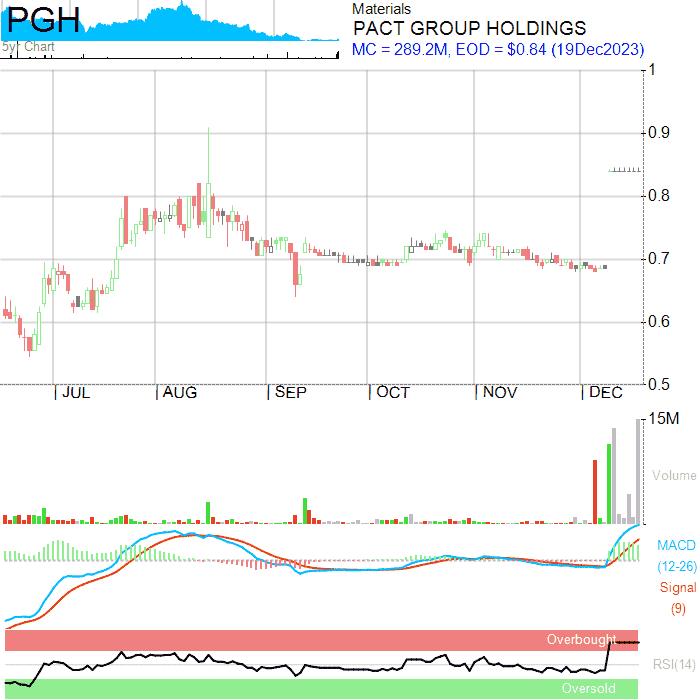 PGH
5yr Chart
Materials
PACT GROUP HOLDINGS
MC = 289.2M, EOD = $0.84 (19Dec2023)
1
0.9
0.8
0.7
0.6
0.5
JUL AUG SEP OCT NOV DEC
15M
Volume
MACD
(12-26)
Signal
(9)
Overbought
RSI(14)
Oversold